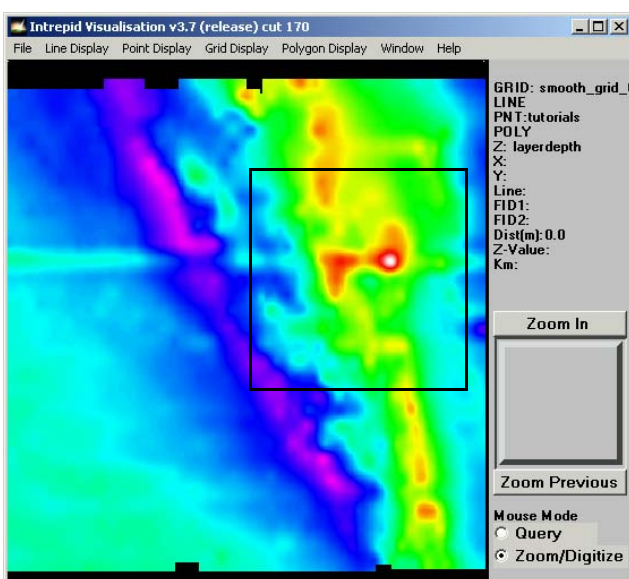 Intrepid Visualisation v3.7 (release) cut 170
File Line Display Point Display Grid Display Polygon Display Window Help
GRID: smooth_grid_
LINE
PNT:tutorials
POLY
Z: layerdepth
X:
Y:
Line:
FID1:
FID2:
Dist(m): 0.0
Z-Value:
Km:
Zoom In
Zoom Previous
Mouse Mode
Query
Zoom/Digitize